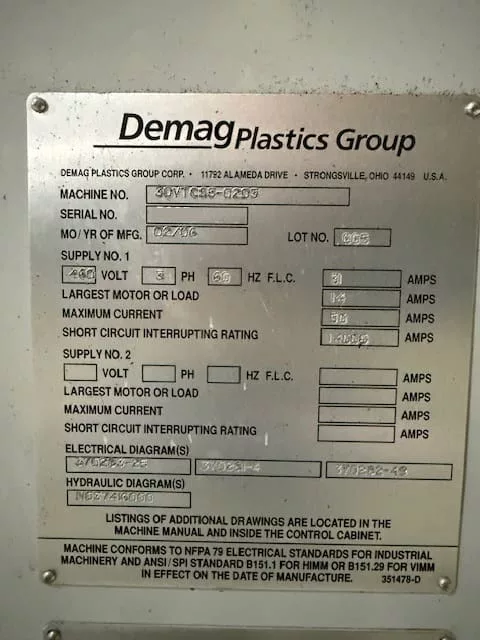 Demag Plastics Group
DEMAG PLASTICS GROUP CORP. • 11792 ALAMEDA DRIVE • STRONGSVILLE, OHIO 44149 U.S.A.
MACHINE NO.
SERIAL NO.
MO/YR OF MFG. 02/06 LOT NO.
SUPPLY NO. 1
460 VOLT 3 PH 60 HZ F.L.C. AMPS
LARGEST MOTOR OR LOAD AMPS
MAXIMUM CURRENT AMPS
SHORT CIRCUIT INTERRUPTING RATING AMPS
SUPPLY NO. 2
VOLT PH HZ F.L.C. AMPS
LARGEST MOTOR OR LOAD AMPS
MAXIMUM CURRENT AMPS
SHORT CIRCUIT INTERRUPTING RATING AMPS
ELECTRICAL DIAGRAM(S)
HYDRAULIC DIAGRAM(S)
LISTINGS OF ADDITIONAL DRAWINGS ARE LOCATED IN THE
MACHINE MANUAL AND INSIDE THE CONTROL CABINET.
MACHINE CONFORMS TO NFPA 79 ELECTRICAL STANDARDS FOR INDUSTRIAL
MACHINERY AND ANSI/SPI STANDARD B151.1 FOR HIMM OR B151.29 FOR VIMM
IN EFFECT ON THE DATE OF MANUFACTURE. 351478-D